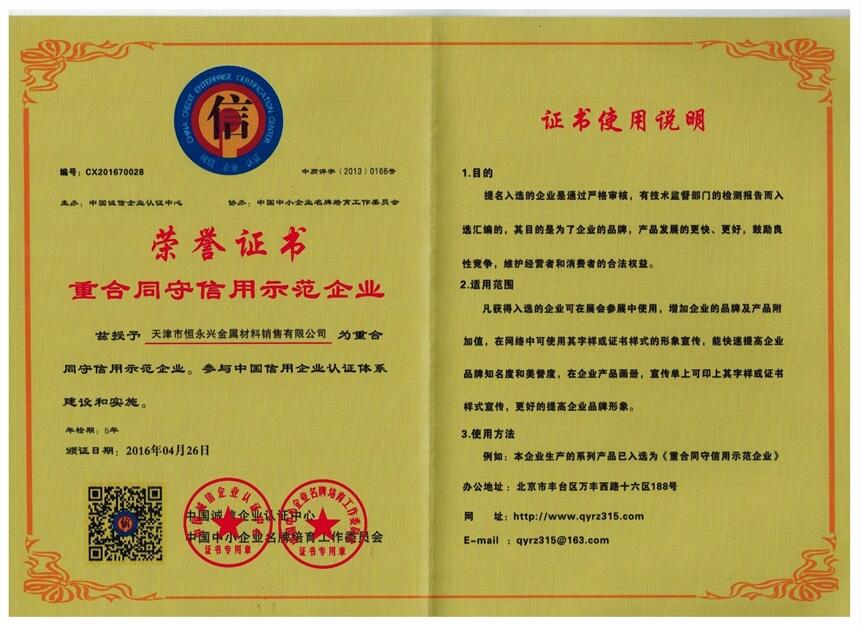 CHINA CREDIT ENTERPRISE CERTIFICATION CENTER
信
编号：CX201670028
中质评字（2013）0166号
主办：中国诚信企业认证中心
协办：中国中小企业名牌培育工作委员会
荣誉证书
重合同守信用示范企业
兹授予 天津市恒永兴金属材料销售有限公司 为重合
同守信用示范企业。参与中国信用企业认证体系
建设和实施。
年检期：5年
颁证日期：2016年04月26日
中国诚信企业认证中心
中国中小企业名牌培育工作委员会
证书专用章
证书专用章
证书使用说明
1.目的
提名入选的企业是通过严格审核，有技术监督部门的检测报告而入
选汇编的，其目的是为了企业的品牌，产品发展的更快、更好，鼓励良
性竞争，维护经营者和消费者的合法权益。
2.适用范围
凡获得入选的企业可在展会参展中使用，增加企业的品牌及产品附
加值，在网络中可使用其字样或证书样式的形象宣传，能快速提高企业
品牌知名度和美誉度，在企业产品画册，宣传单上可印上其字样或证书
样式宣传，更好的提高企业品牌形象。
3.使用方法
例如：本企业生产的系列产品已入选为《重合同守信用示范企业》
办公地址：北京市丰台区万丰西路十六区188号
网 址：http://www.qyrz315.com
E-mail ：qyrz315@163.com